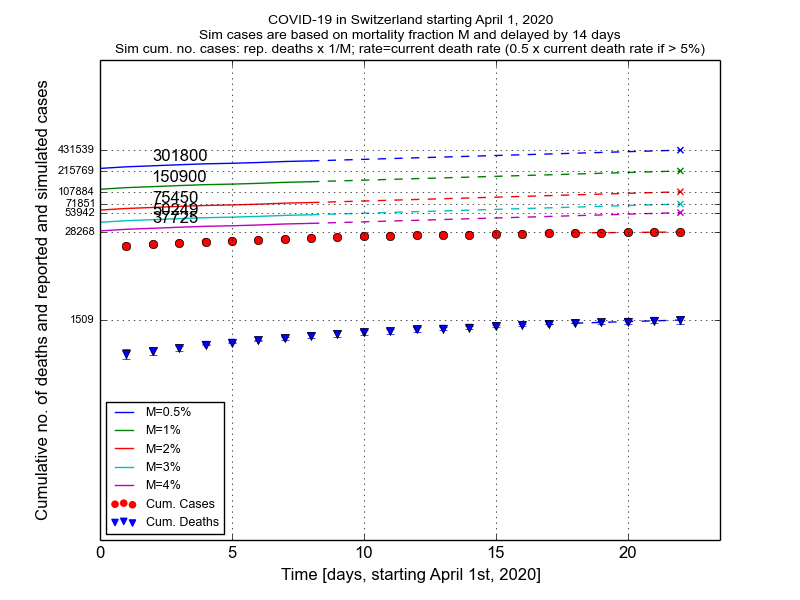 COVID-19 in Switzerland starting April 1, 2020
Sim cases are based on mortality fraction M and delayed by 14 days
Sim cum. no. cases: rep. deaths x 1/M; rate=current death rate (0.5 x current death rate if > 5%)
Cumulative no. of deaths and reported and simulated cases
431539
215769
107884
71851
53942
28268
1509
301800
150900
75450
50249
37725
M=0.5%
M=1%
M=2%
M=3%
M=4%
Cum. Cases
Cum. Deaths
0 5 10 15 20
Time [days, starting April 1st, 2020]